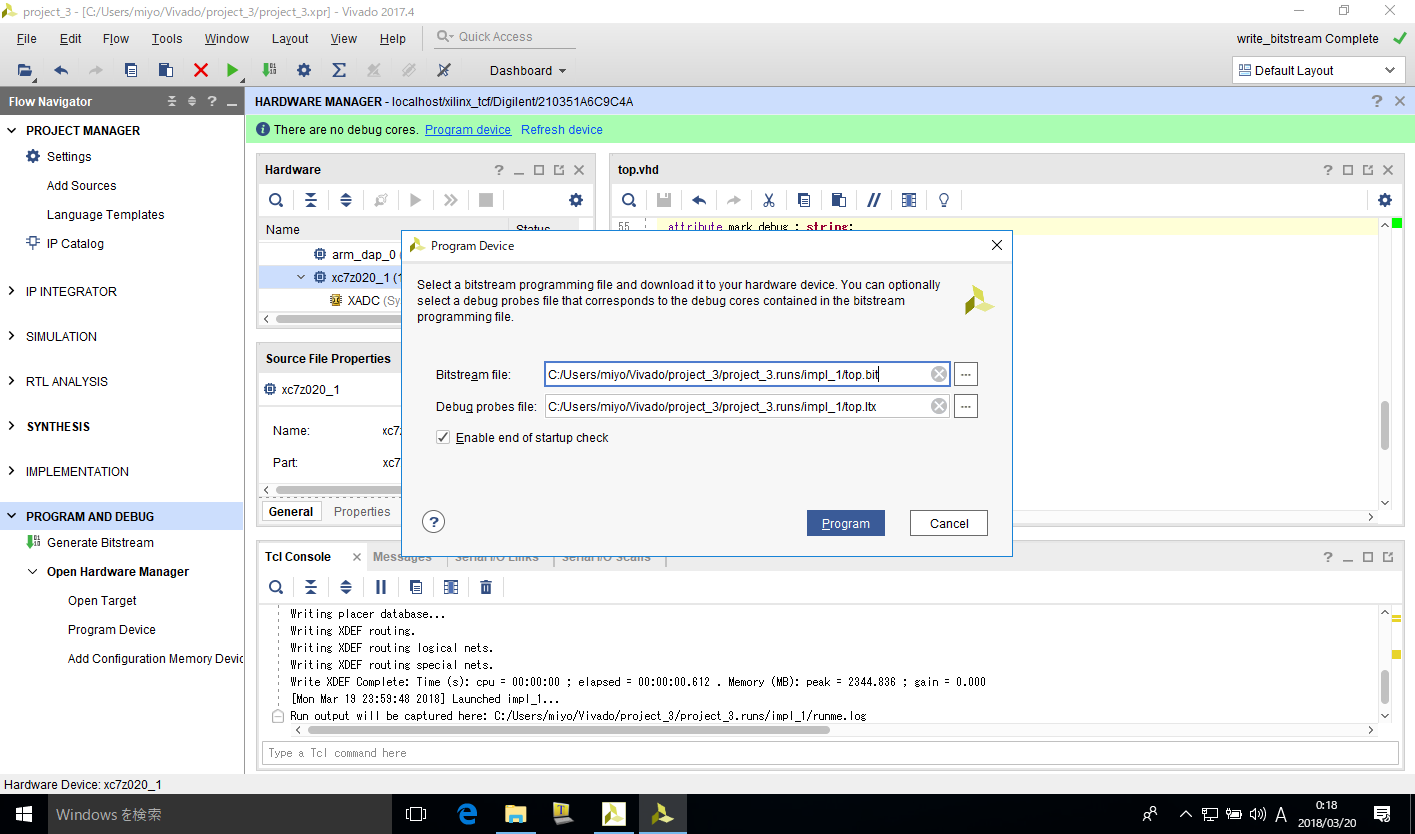 project_3 - [C:/Users/miyo/Vivado/project_3/project_3.xpr] - Vivado 2017.4
File Edit Flow Tools Window Layout View Help Quick Access
write_bitstream Complete
Dashboard
Default Layout
Flow Navigator
HARDWARE MANAGER - localhost/xilinx_tcf/Digilent/210351A6C9C4A
There are no debug cores. Program device Refresh device
PROJECT MANAGER
Settings
Add Sources
Language Templates
IP Catalog
IP INTEGRATOR
SIMULATION
RTL ANALYSIS
SYNTHESIS
IMPLEMENTATION
PROGRAM AND DEBUG
Generate Bitstream
Open Hardware Manager
Open Target
Program Device
Add Configuration Memory Devic
Hardware
Name Status
arm_dap_0 (
xc7z020_1 (1
XADC (Sy
top.vhd
55 attribute mark_debug : string;
Source File Properties
xc7z020_1
Name: xc7z
Part: xc7
General Properties
Program Device
Select a bitstream programming file and download it to your hardware device. You can optionally
select a debug probes file that corresponds to the debug cores contained in the bitstream
programming file.
Bitstream file: C:/Users/miyo/Vivado/project_3/project_3.runs/impl_1/top.bit
Debug probes file: C:/Users/miyo/Vivado/project_3/project_3.runs/impl_1/top.ltx
Enable end of startup check
Program
Cancel
Tcl Console Messages Serial I/O Links Serial I/O Scans
Writing placer database...
Writing XDEF routing.
Writing XDEF routing logical nets.
Writing XDEF routing special nets.
Write XDEF Complete: Time (s): cpu = 00:00:00 ; elapsed = 00:00:00.612 . Memory (MB): peak = 2344.836 ; gain = 0.000
[Mon Mar 19 23:59:48 2018] Launched impl_1...
Run output will be captured here: C:/Users/miyo/Vivado/project_3/project_3.runs/impl_1/runme.log
Type a Tcl command here
Hardware Device: xc7z020_1
Windows を検索
A
0:18
2018/03/20